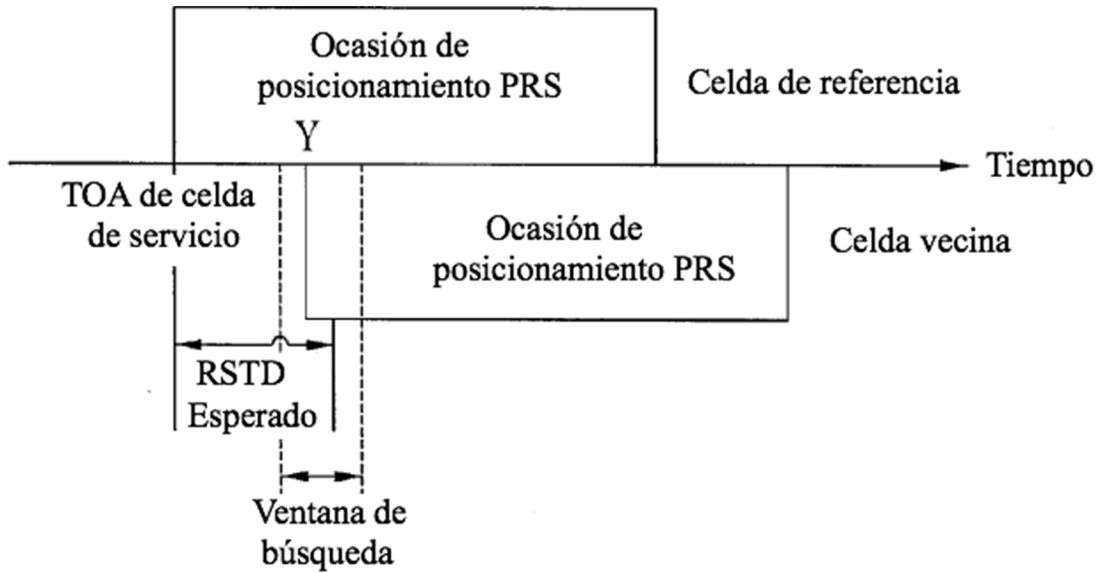 Ocasión de
posicionamiento PRS
Celda de referencia
Y
Tiempo
TOA de celda
de servicio
Ocasión de
posicionamiento PRS
Celda vecina
RSTD
Esperado
Ventana de
búsqueda